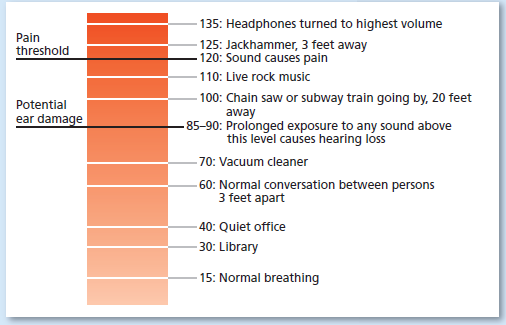 135: Headphones turned to highest volume
Pain
threshold
125: Jackhammer, 3 feet away
120: Sound causes pain
110: Live rock music
100: Chain saw or subway train going by, 20 feet
away
Potential
ear damage
85–90: Prolonged exposure to any sound above
this level causes hearing loss
70: Vacuum cleaner
60: Normal conversation between persons
3 feet apart
40: Quiet office
30: Library
15: Normal breathing